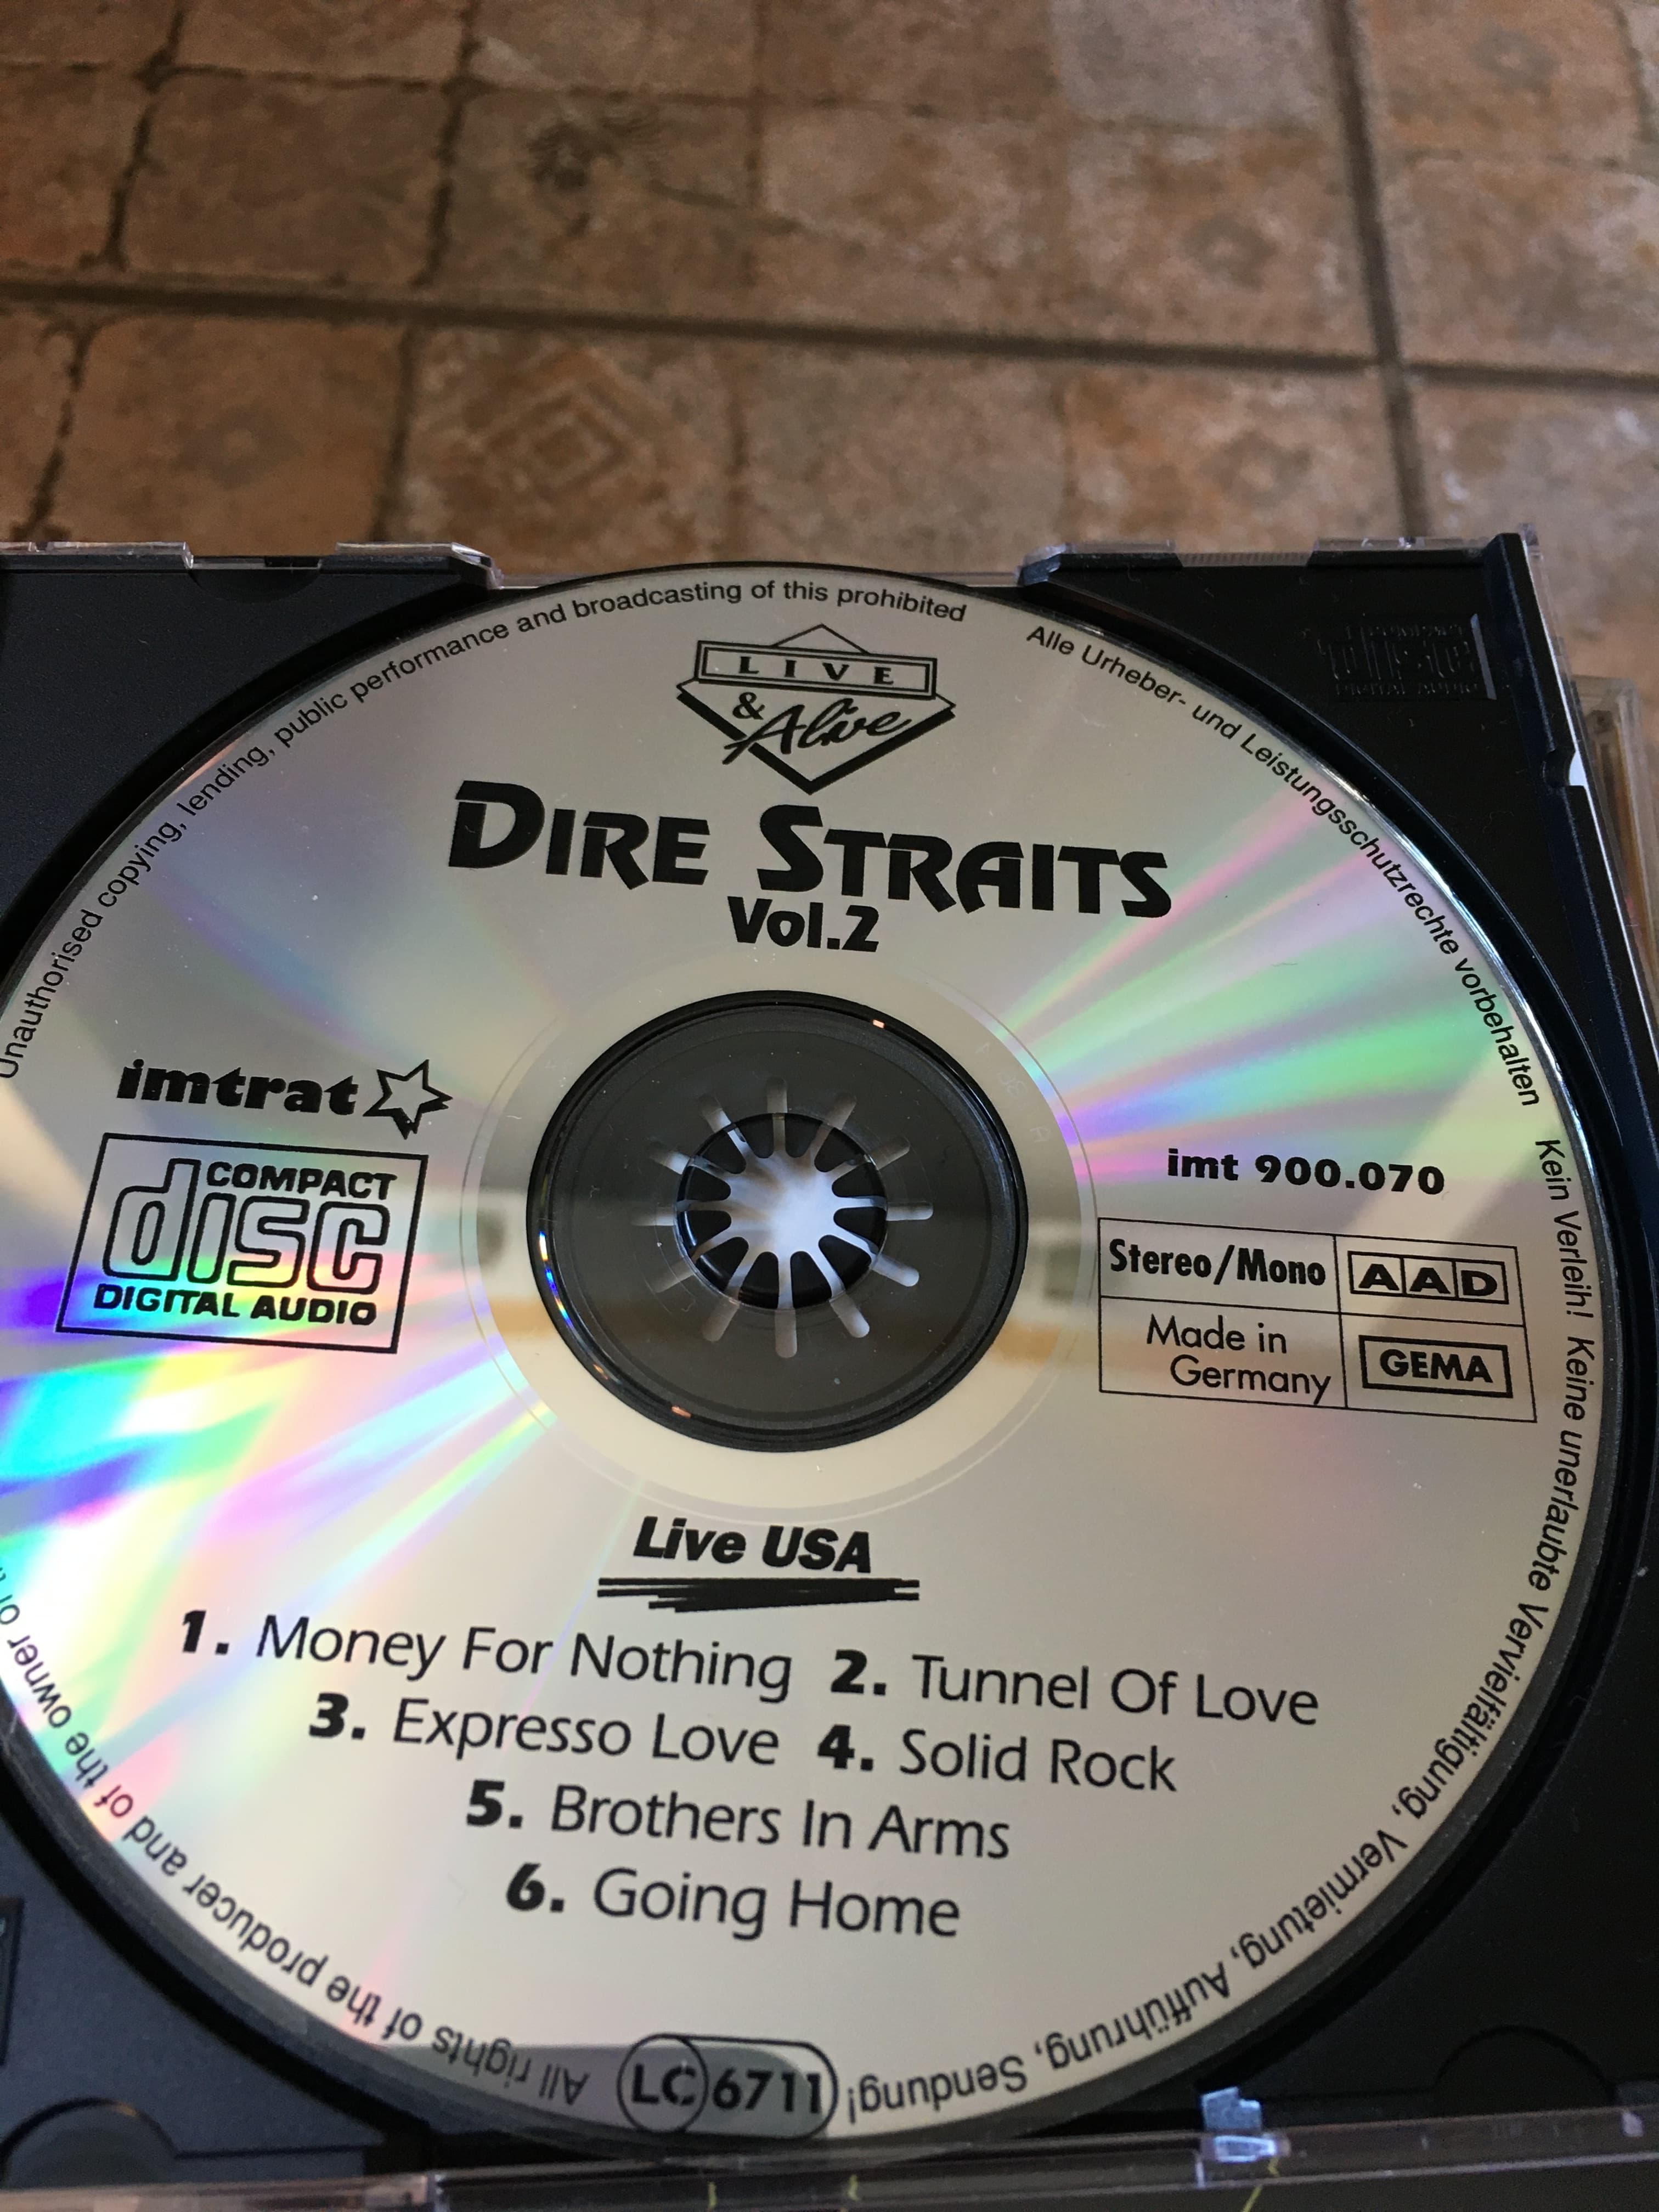 Unauthorised copying, lending, public performance and broadcasting of this prohibited
Alle Urheber- und Leistungsschutzrechte vorbehalten
Kein Verleih! Keine unerlaubte Vervielfältigung, Vermietung, Aufführung, Sendung!
LIVE
& Alive
DIRE STRAITS
Vol.2
imtrat
COMPACT
disc
DIGITAL AUDIO
imt 900.070
Stereo/Mono AAD
Made in
Germany
GEMA
Live USA
1. Money For Nothing 2. Tunnel Of Love
3. Expresso Love 4. Solid Rock
5. Brothers In Arms
6. Going Home
LC 6711
All rights of the producer and of the owner of
COMPACT
disc
DIGITAL AUDIO